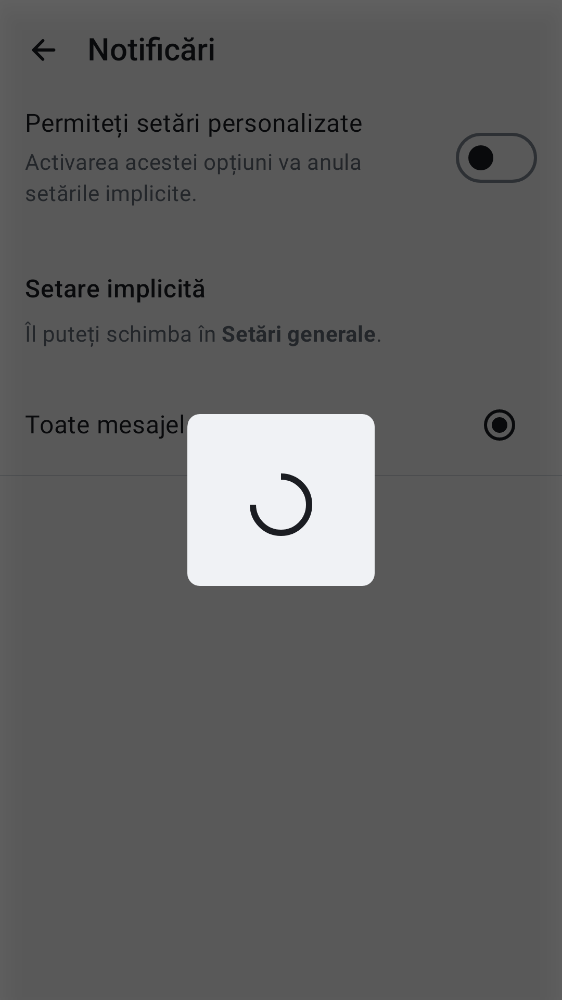 Notificări
Permiteți setări personalizate
Activarea acestei opțiuni va anula
setările implicite.
Setare implicită
Îl puteți schimba în Setări generale.
Toate mesajel